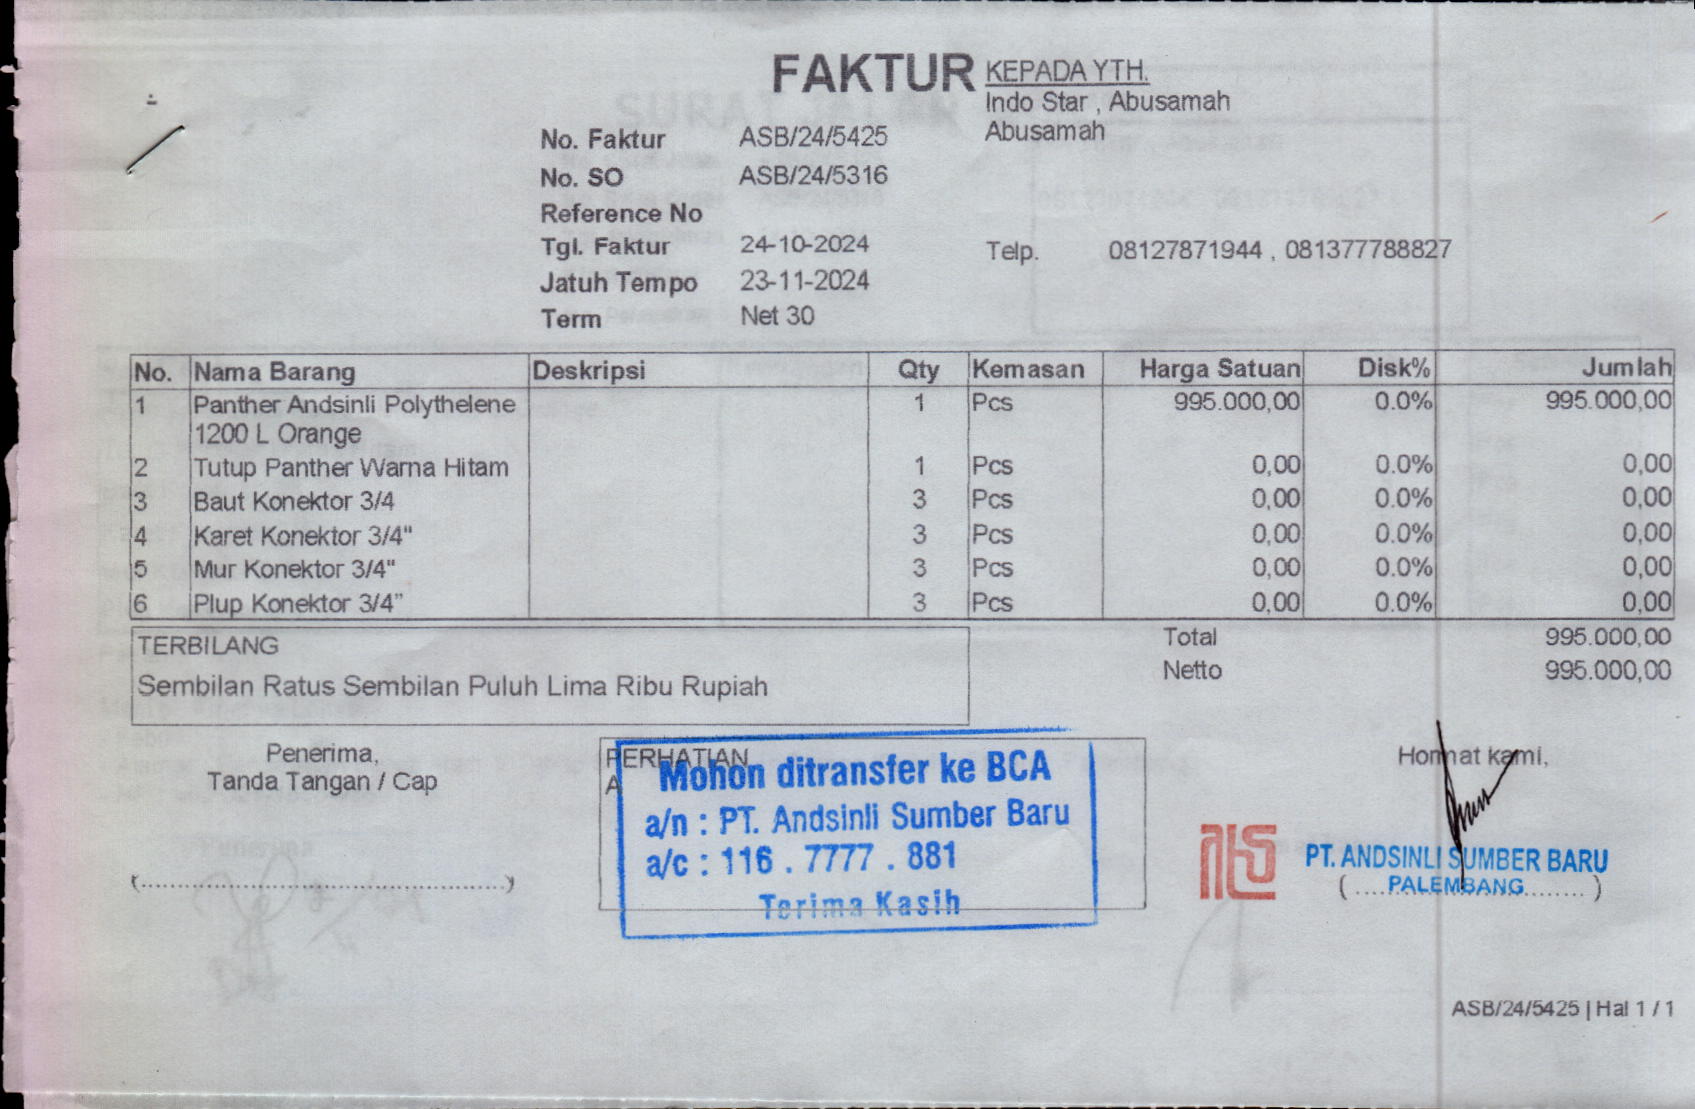 FAKTUR
KEPADA YTH.
Indo Star , Abusamah
Abusamah
No. Faktur ASB/24/5425
No. SO ASB/24/5316
Reference No
Tgl. Faktur 24-10-2024
Telp. 08127871944 , 081377788827
Jatuh Tempo 23-11-2024
Term Net 30
No. Nama Barang Deskripsi Qty Kemasan Harga Satuan Disk% Jumlah
1 Panther Andsinli Polythelene 1 Pcs 995.000,00 0.0% 995.000,00
1200 L Orange
2 Tutup Panther Warna Hitam 1 Pcs 0,00 0.0% 0,00
3 Baut Konektor 3/4 3 Pcs 0,00 0.0% 0,00
4 Karet Konektor 3/4" 3 Pcs 0,00 0.0% 0,00
5 Mur Konektor 3/4" 3 Pcs 0,00 0.0% 0,00
6 Plup Konektor 3/4” 3 Pcs 0,00 0.0% 0,00
TERBILANG
Sembilan Ratus Sembilan Puluh Lima Ribu Rupiah
Total 995.000,00
Netto 995.000,00
Penerima,
Tanda Tangan / Cap
(........................................................)
PERHATIAN
Mohon ditransfer ke BCA
a/n : PT. Andsinli Sumber Baru
a/c : 116 . 7777 . 881
Terima Kasih
Hormat kami,
PT. ANDSINLI SUMBER BARU
( ....PALEMBANG........ )
ASB/24/5425 | Hal 1 / 1